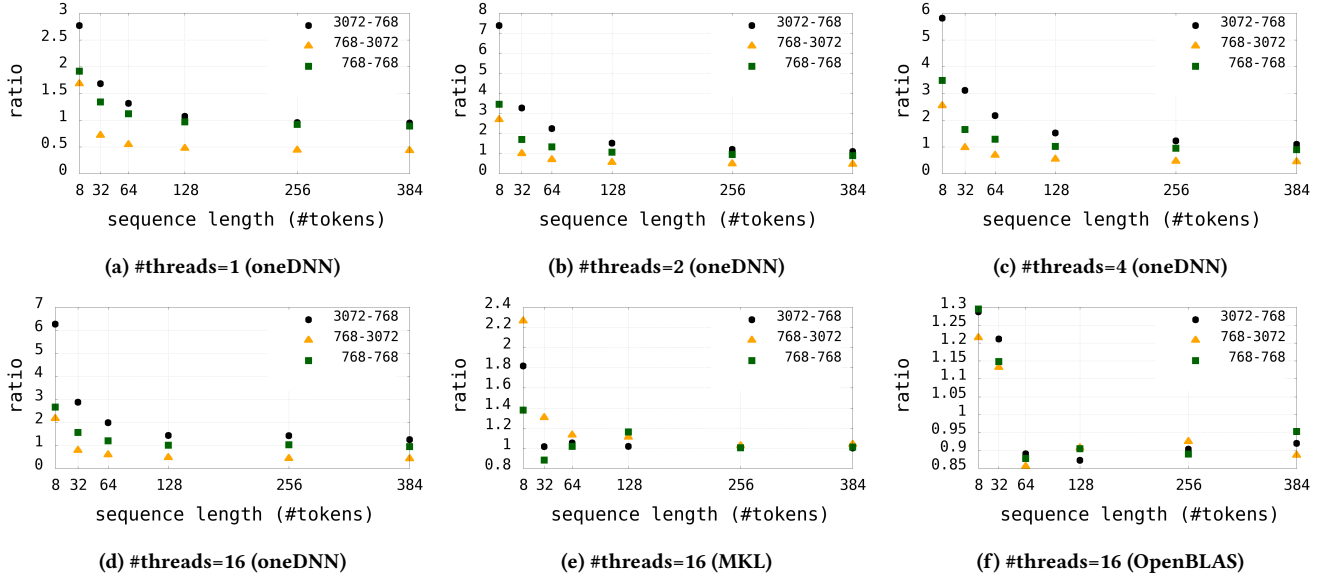 3
2.5
2
1.5
1
0.5
0
ratio
3072-768
768-3072
768-768
8 32 64 128 256 384
sequence length (#tokens)
(a) #threads=1 (oneDNN)
8
7
6
5
4
3
2
1
0
ratio
3072-768
768-3072
768-768
8 32 64 128 256 384
sequence length (#tokens)
(b) #threads=2 (oneDNN)
6
5
4
3
2
1
0
ratio
3072-768
768-3072
768-768
8 32 64 128 256 384
sequence length (#tokens)
(c) #threads=4 (oneDNN)
7
6
5
4
3
2
1
0
ratio
3072-768
768-3072
768-768
8 32 64 128 256 384
sequence length (#tokens)
(d) #threads=16 (oneDNN)
2.4
2.2
2
1.8
1.6
1.4
1.2
1
0.8
ratio
3072-768
768-3072
768-768
8 32 64 128 256 384
sequence length (#tokens)
(e) #threads=16 (MKL)
1.3
1.25
1.2
1.15
1.1
1.05
1
0.95
0.9
0.85
ratio
3072-768
768-3072
768-768
8 32 64 128 256 384
sequence length (#tokens)
(f) #threads=16 (OpenBLAS)